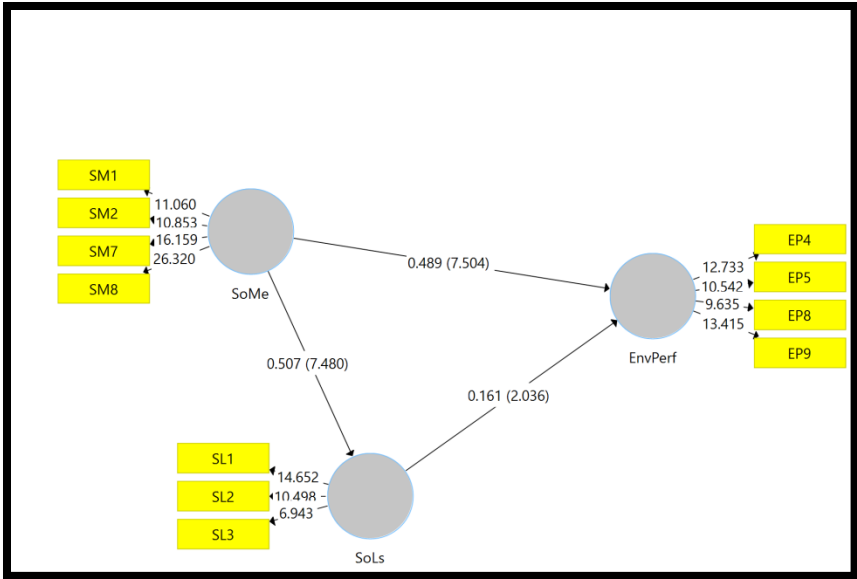 SM1
SM2
SM7
SM8
11.060
10.853
16.159
26.320
SoMe
0.489 (7.504)
EP4
EP5
EP8
EP9
12.733
10.542
9.635
13.415
EnvPerf
0.507 (7.480)
0.161 (2.036)
SL1
SL2
SL3
14.652
10.498
6.943
SoLs